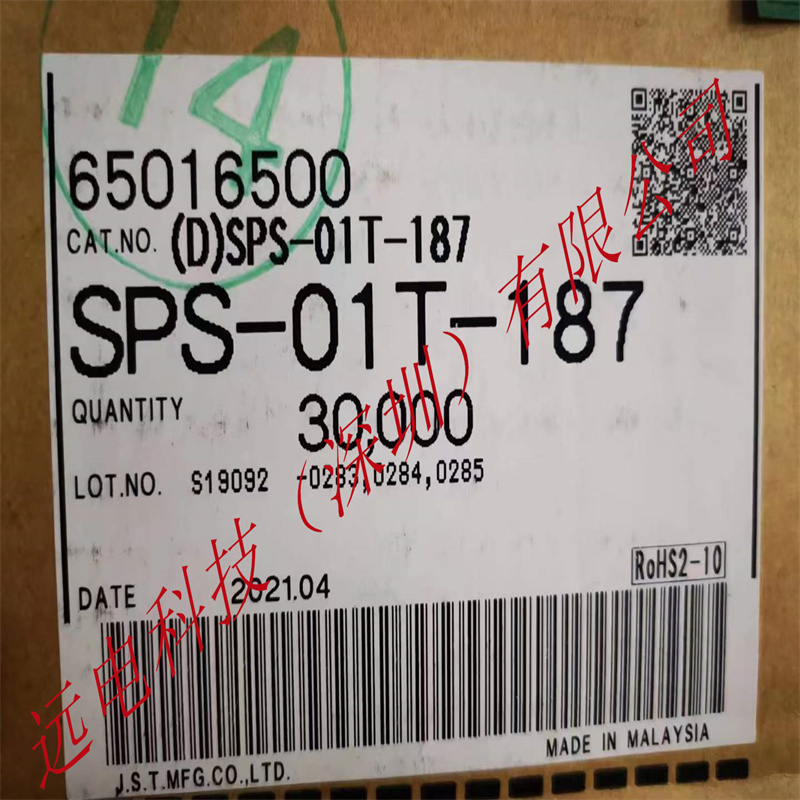 14
65016500
CAT.NO. (D)SPS-01T-187
SPS-01T-187
QUANTITY 30,000
LOT.NO. S19092 -0283,0284,0285
DATE 2021.04
RoHS2-10
MADE IN MALAYSIA
J.S.T.MFG.CO.,LTD.
远电科技（深圳）有限公司